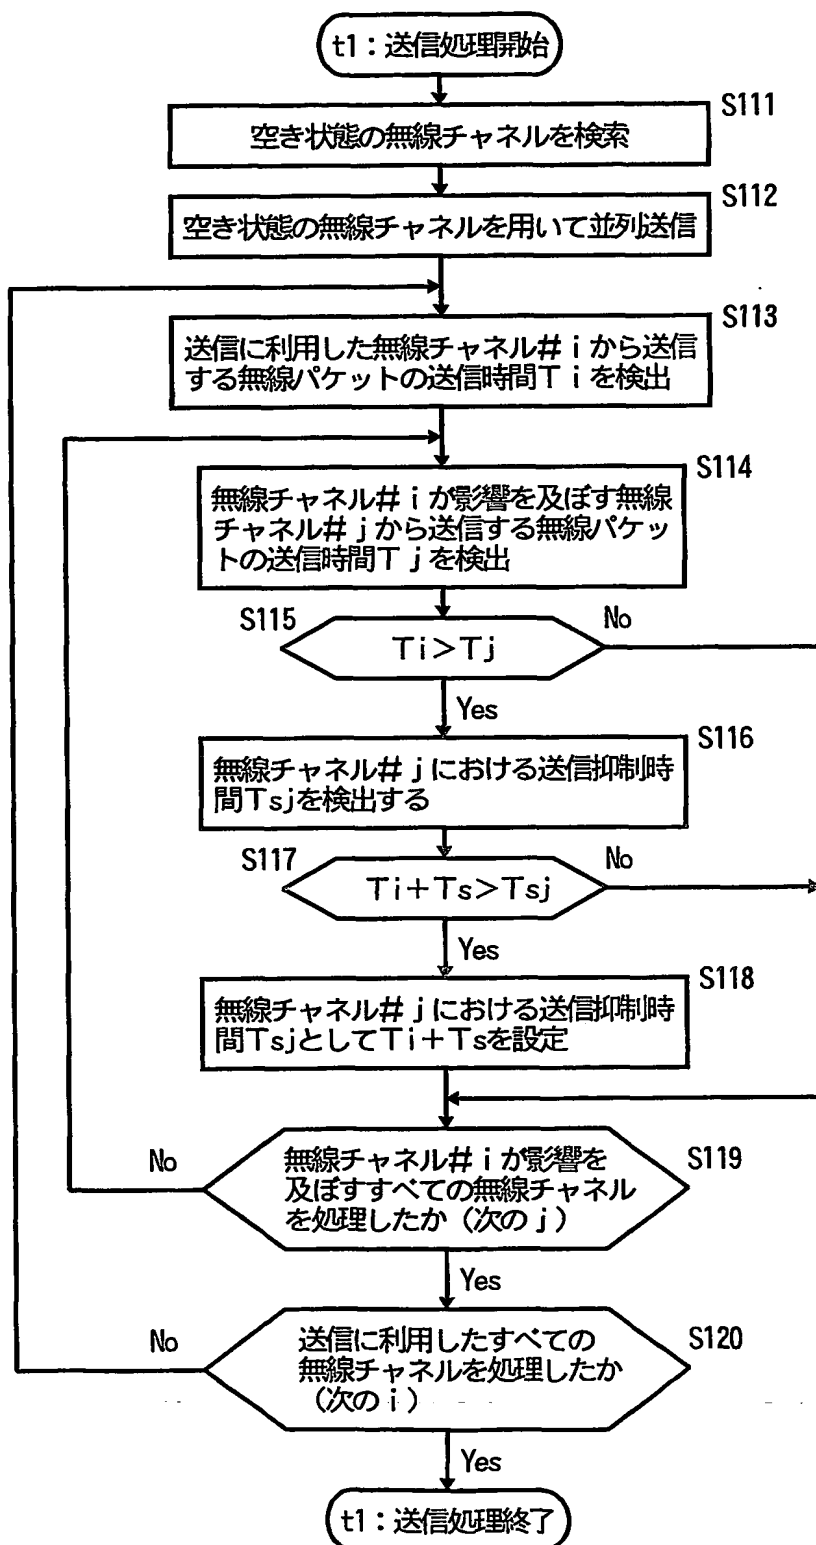 t1：送信処理開始
S111
空き状態の無線チャネルを検索
S112
空き状態の無線チャネルを用いて並列送信
S113
送信に利用した無線チャネル＃ｉから送信
する無線パケットの送信時間Ｔｉを検出
S114
無線チャネル＃ｉが影響を及ぼす無線
チャネル＃ｊから送信する無線パケッ
トの送信時間Ｔｊを検出
S115
Ｔｉ＞Ｔｊ
No
Yes
S116
無線チャネル＃ｊにおける送信抑制時
間Tsjを検出する
S117
Ｔｉ＋Ｔｓ＞Ｔｓｊ
No
Yes
S118
無線チャネル＃ｊにおける送信抑制時
間TsjとしてＴｉ＋Ｔｓを設定
No
無線チャネル＃ｉが影響を
及ぼすすべての無線チャネル
を処理したか（次のｊ）
S119
Yes
No
送信に利用したすべての
無線チャネルを処理したか
（次のｉ）
S120
Yes
t1：送信処理終了